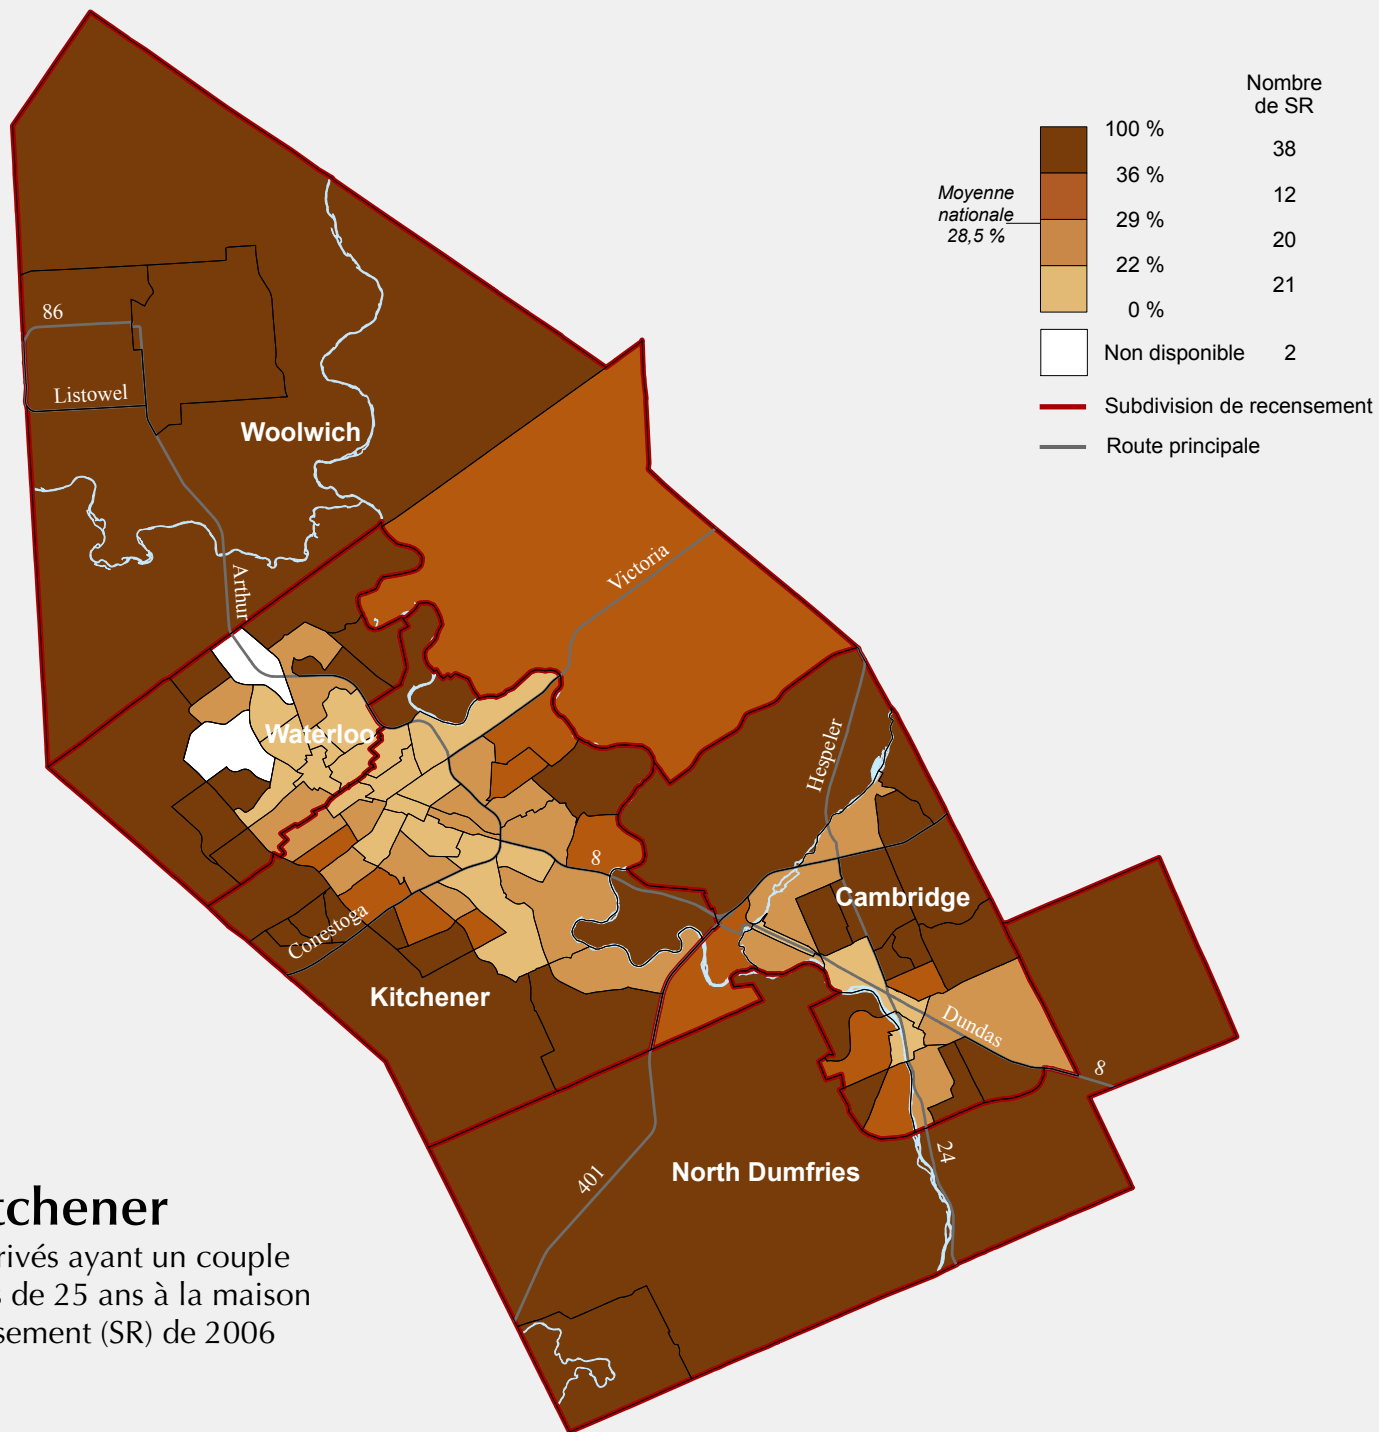 Nombre
de SR
100 %
38
36 %
12
Moyenne
nationale
28,5 %
29 %
20
22 %
21
0 %
Non disponible 2
Subdivision de recensement
Route principale
86
Listowel
Woolwich
Arthur
Victoria
Waterloo
Hespeler
8
Cambridge
Conestoga
Kitchener
Dundas
8
24
North Dumfries
401
tchener
rivés ayant un couple
de 25 ans à la maison
sement (SR) de 2006